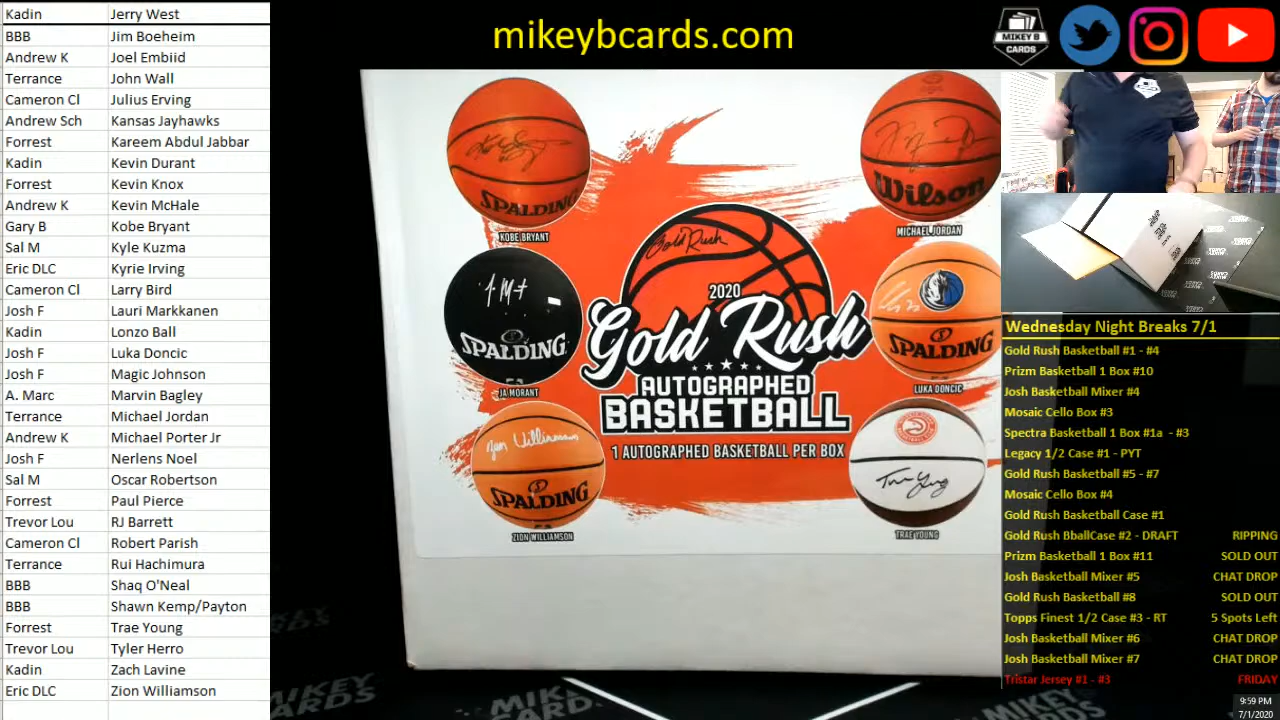 Kadin Jerry West
BBB Jim Boeheim
Andrew K Joel Embiid
Terrance John Wall
Cameron Cl Julius Erving
Andrew Sch Kansas Jayhawks
Forrest Kareem Abdul Jabbar
Kadin Kevin Durant
Forrest Kevin Knox
Andrew K Kevin McHale
Gary B Kobe Bryant
Sal M Kyle Kuzma
Eric DLC Kyrie Irving
Cameron Cl Larry Bird
Josh F Lauri Markkanen
Kadin Lonzo Ball
Josh F Luka Doncic
Josh F Magic Johnson
A. Marc Marvin Bagley
Terrance Michael Jordan
Andrew K Michael Porter Jr
Josh F Nerlens Noel
Sal M Oscar Robertson
Forrest Paul Pierce
Trevor Lou RJ Barrett
Cameron Cl Robert Parish
Terrance Rui Hachimura
BBB Shaq O'Neal
BBB Shawn Kemp/Payton
Forrest Trae Young
Trevor Lou Tyler Herro
Kadin Zach Lavine
Eric DLC Zion Williamson
mikeybcards.com
MIKEY B
CARDS
SPALDING
KOBE BRYANT
Wilson
MICHAEL JORDAN
SPALDING
JA MORANT
SPALDING
LUKA DONCIC
Zion Williamson
SPALDING
ZION WILLIAMSON
Trae Young
TRAE YOUNG
Gold Rush
2020
Gold Rush
AUTOGRAPHED
BASKETBALL
1 AUTOGRAPHED BASKETBALL PER BOX
MIKEY
CARDS
Wednesday Night Breaks 7/1
Gold Rush Basketball #1 - #4
Prizm Basketball 1 Box #10
Josh Basketball Mixer #4
Mosaic Cello Box #3
Spectra Basketball 1 Box #1a - #3
Legacy 1/2 Case #1 - PYT
Gold Rush Basketball #5 - #7
Mosaic Cello Box #4
Gold Rush Basketball Case #1
Gold Rush BballCase #2 - DRAFT RIPPING
Prizm Basketball 1 Box #11 SOLD OUT
Josh Basketball Mixer #5 CHAT DROP
Gold Rush Basketball #8 SOLD OUT
Topps Finest 1/2 Case #3 - RT 5 Spots Left
Josh Basketball Mixer #6 CHAT DROP
Josh Basketball Mixer #7 CHAT DROP
Tristar Jersey #1 - #3 FRIDAY
9:59 PM
7/1/2020